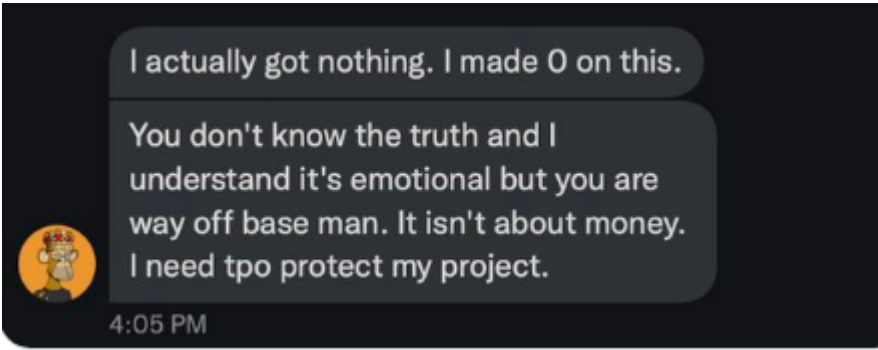 I actually got nothing. I made 0 on this.
You don't know the truth and I
understand it's emotional but you are
way off base man. It isn't about money.
I need tpo protect my project.
4:05 PM